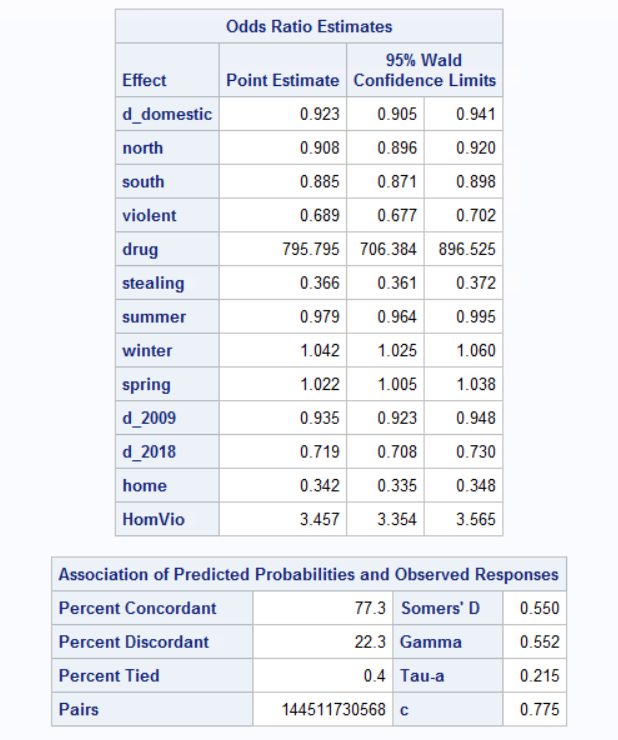 Odds Ratio Estimates
Effect Point Estimate 95% Wald Confidence Limits
d_domestic 0.923 0.905 0.941
north 0.908 0.896 0.920
south 0.885 0.871 0.898
violent 0.689 0.677 0.702
drug 795.795 706.384 896.525
stealing 0.366 0.361 0.372
summer 0.979 0.964 0.995
winter 1.042 1.025 1.060
spring 1.022 1.005 1.038
d_2009 0.935 0.923 0.948
d_2018 0.719 0.708 0.730
home 0.342 0.335 0.348
HomVio 3.457 3.354 3.565
Association of Predicted Probabilities and Observed Responses
Percent Concordant 77.3 Somers' D 0.550
Percent Discordant 22.3 Gamma 0.552
Percent Tied 0.4 Tau-a 0.215
Pairs 144511730568 c 0.775